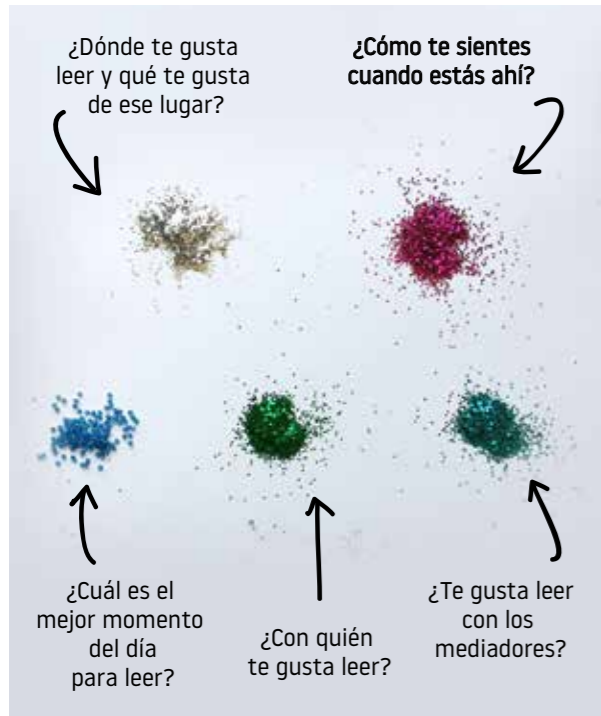 ¿Dónde te gusta
leer y qué te gusta
de ese lugar?
¿Cómo te sientes
cuando estás ahí?
¿Cuál es el
mejor momento
del día
para leer?
¿Con quién
te gusta leer?
¿Te gusta leer
con los
mediadores?